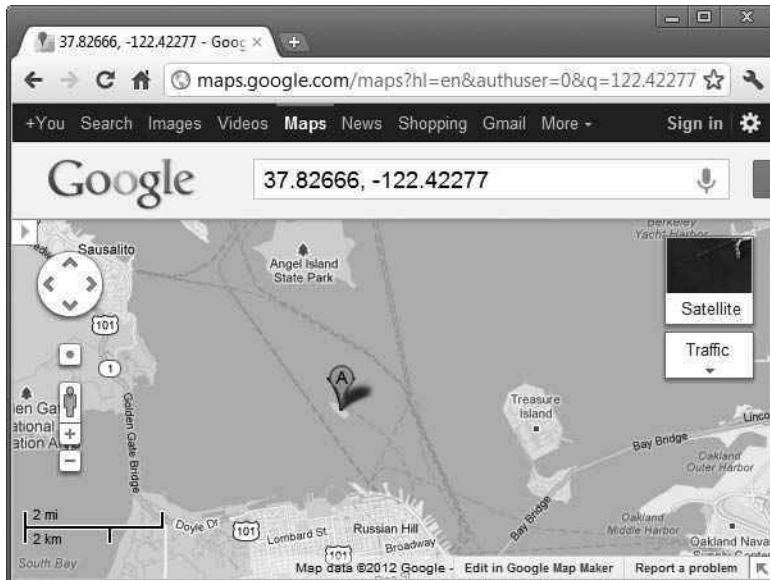 37.82666, -122.42277 - Goog
maps.google.com/maps?hl=en&authuser=0&q=122.42277
+You Search Images Videos Maps News Shopping Gmail More Sign in
Google
37.82666, -122.42277
Berkeley
Yacht Harbor
Sausalito
Angel Island
State Park
Satellite
101
Traffic
1
A
Treasure
Island
Golden Gate Bridge
Bay Bridge
Oakland
Outer Harbor
2 mi
2 km
Doyle Dr
101
Lombard St
Russian Hill
Broadway
101
Bay Bridge
Oakland
Middle Harbor
Oakland Nava
South Bay
Map data ©2012 Google - Edit in Google Map Maker Report a problem